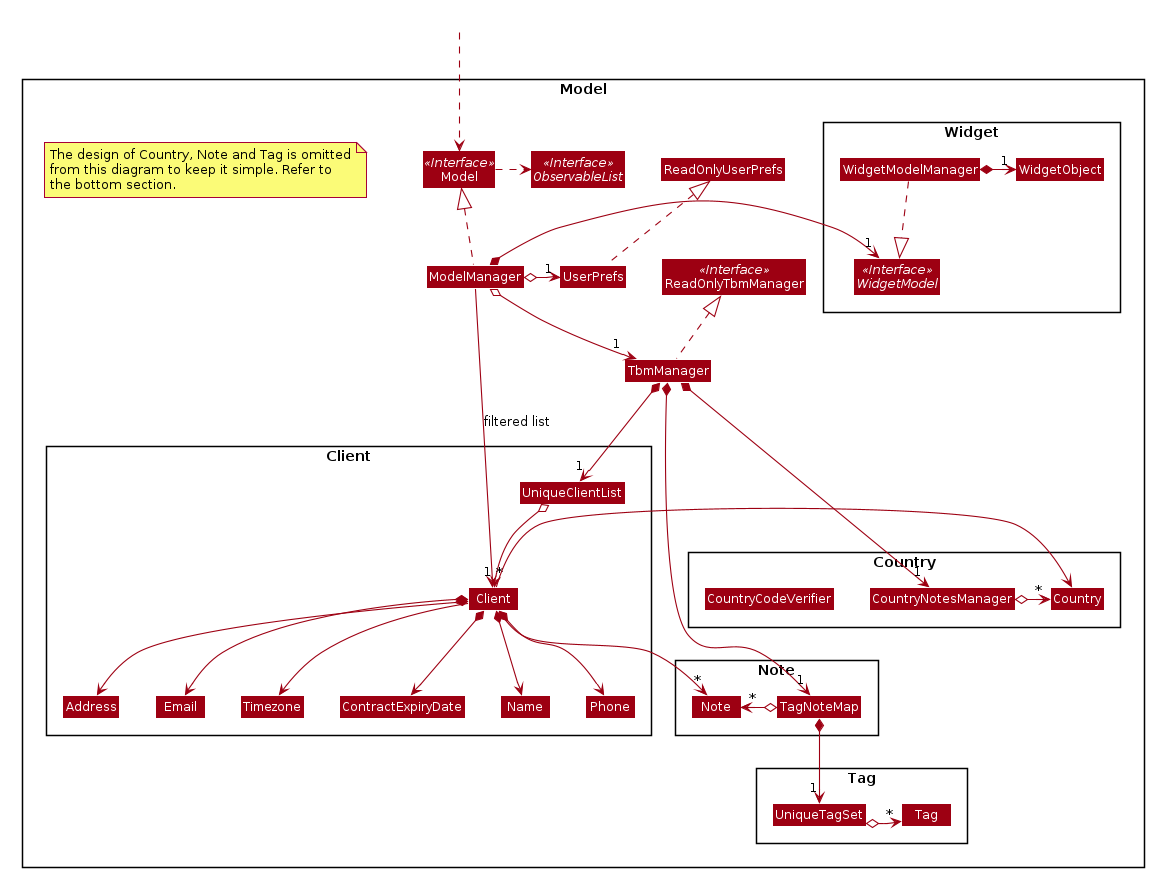 Model
Widget
The design of Country, Note and Tag is omitted
from this diagram to keep it simple. Refer to
the bottom section.
«Interface»
Model
«Interface»
ObservableList
ReadOnlyUserPrefs
WidgetModelManager
1
WidgetObject
1
ModelManager
1
UserPrefs
«Interface»
ReadOnlyTbmManager
«Interface»
WidgetModel
1
TbmManager
filtered list
Client
1
UniqueClientList
Country
1
*
1
Client
CountryCodeVerifier
CountryNotesManager
*
Country
Note
*
1
Address
Email
Timezone
ContractExpiryDate
Name
Phone
Note
*
TagNoteMap
Tag
1
UniqueTagSet
*
Tag